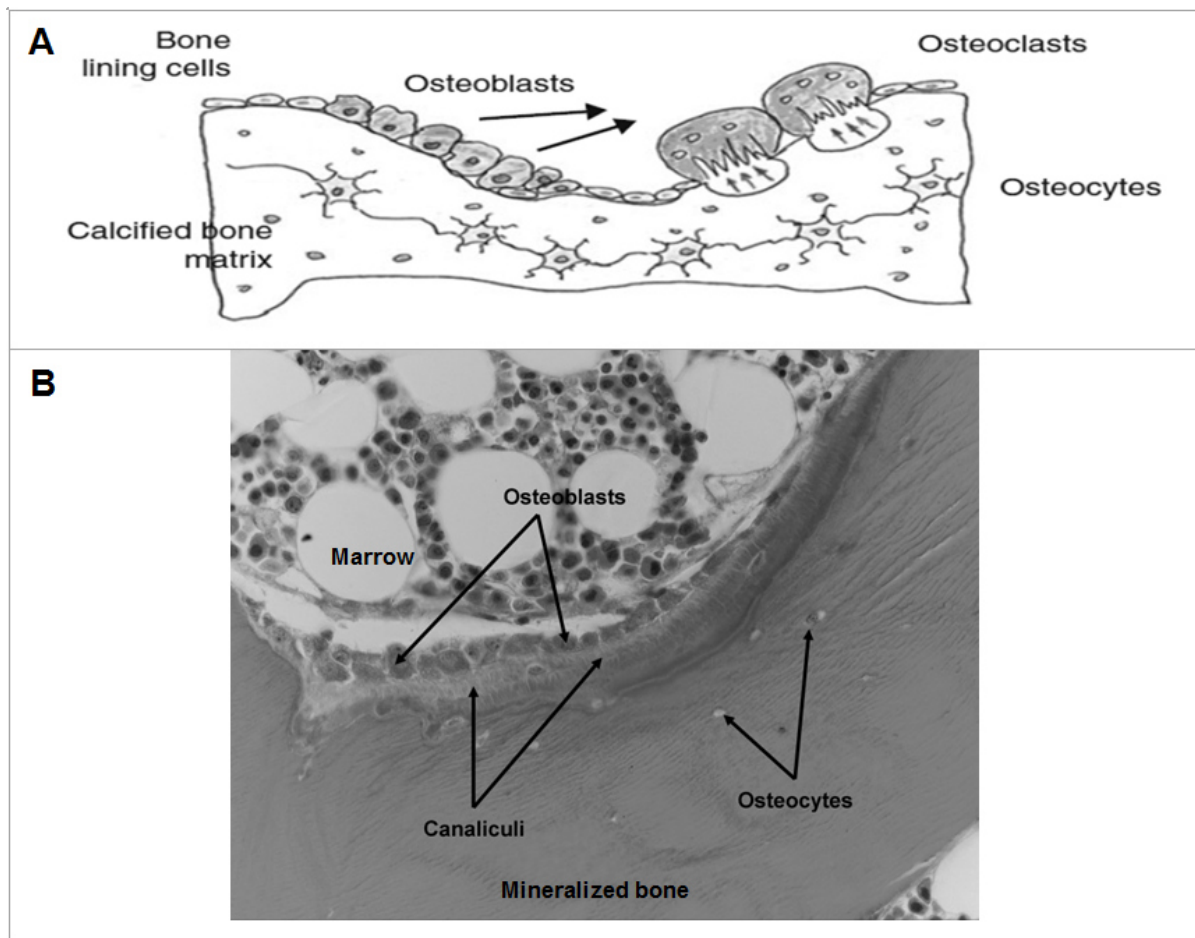 A
Bone
lining cells
Osteoblasts
Osteoclasts
Osteocytes
Calcified bone
matrix
B
Osteoblasts
Marrow
Canaliculi
Osteocytes
Mineralized bone